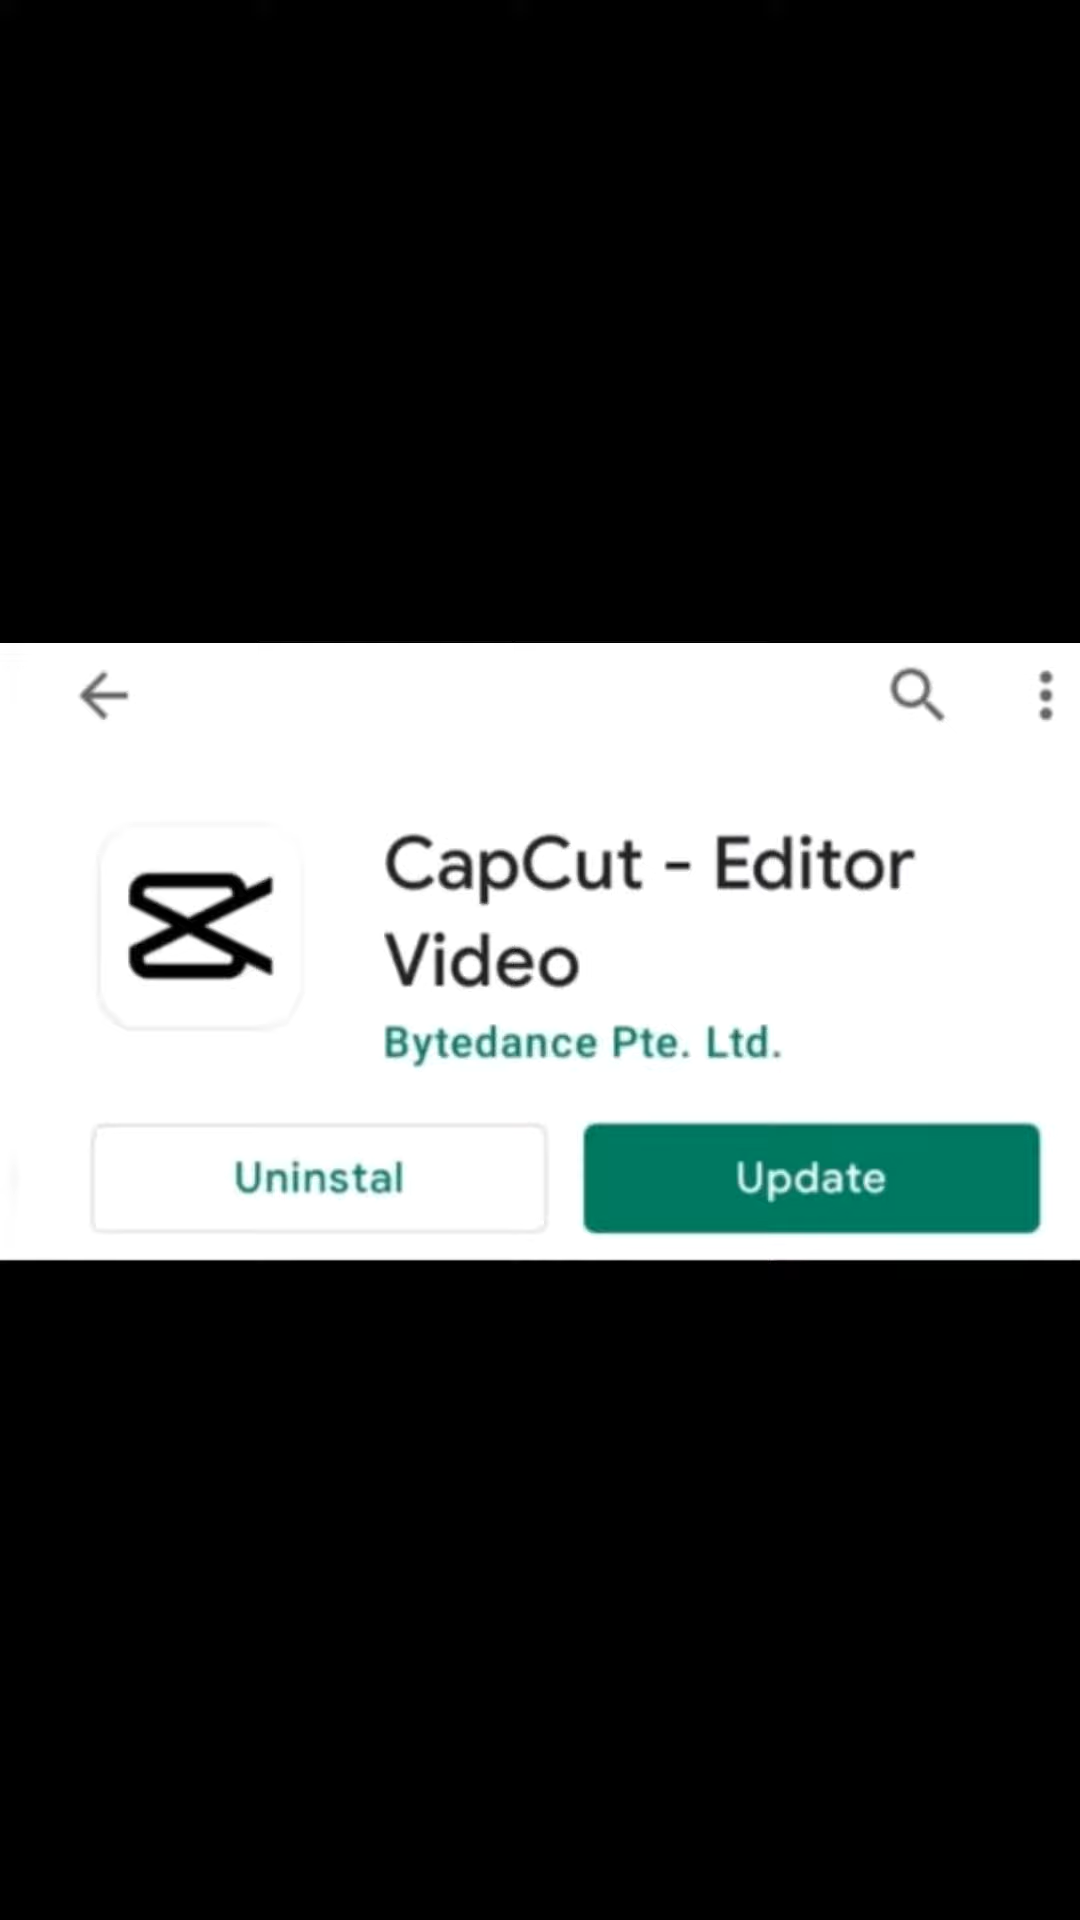 CapCut - Editor
Video
Bytedance Pte. Ltd.
Uninstal
Update